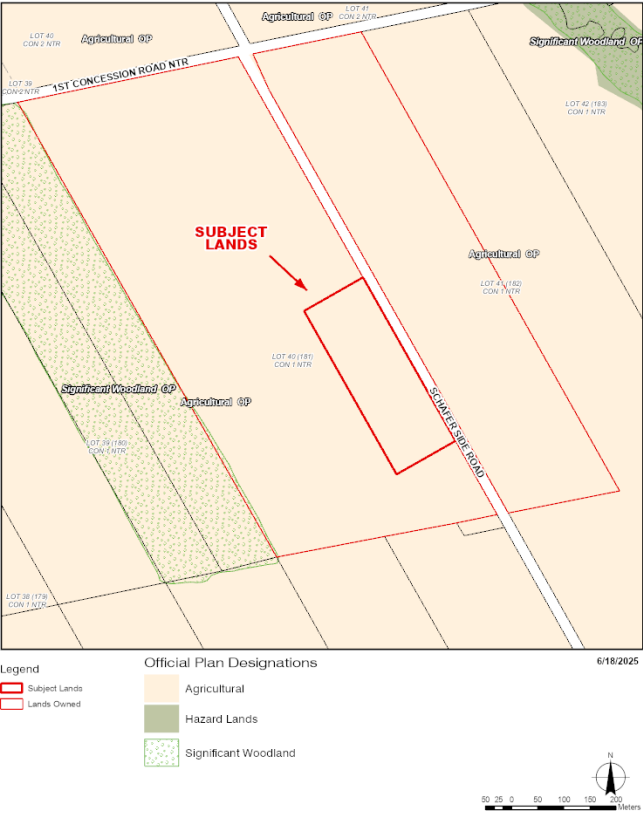 LOT 40
CON 2 NTR
Agricultural OP
Agricultural OP
LOT 41
CON 2 NTR
Significant Woodland OP
LOT 39
CON 2 NTR
1ST CONCESSION ROAD NTR
LOT 42 (183)
CON 1 NTR
SUBJECT
LANDS
Agricultural OP
LOT 41 (182)
CON 1 NTR
LOT 40 (181)
CON 1 NTR
Significant Woodland OP
Agricultural OP
SCHAFER SIDE ROAD
LOT 39 (180)
CON 1 NTR
LOT 38 (179)
CON 1 NTR
6/18/2025
Legend
Subject Lands
Lands Owned
Official Plan Designations
Agricultural
Hazard Lands
Significant Woodland
N
50 25 0 50 100 150 200
Meters